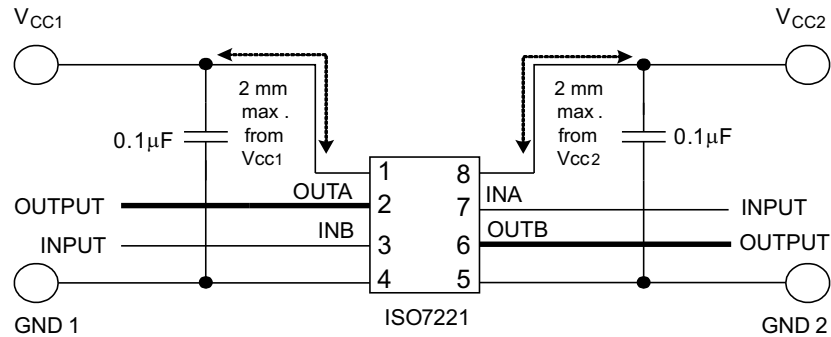 VCC1
VCC2
2 mm
max .
from
Vcc1
2 mm
max .
from
Vcc2
0.1μF
0.1μF
1
8
OUTPUT
OUTA
2
7
INA
INPUT
INPUT
INB
3
6
OUTB
OUTPUT
4
5
GND 1
ISO7221
GND 2